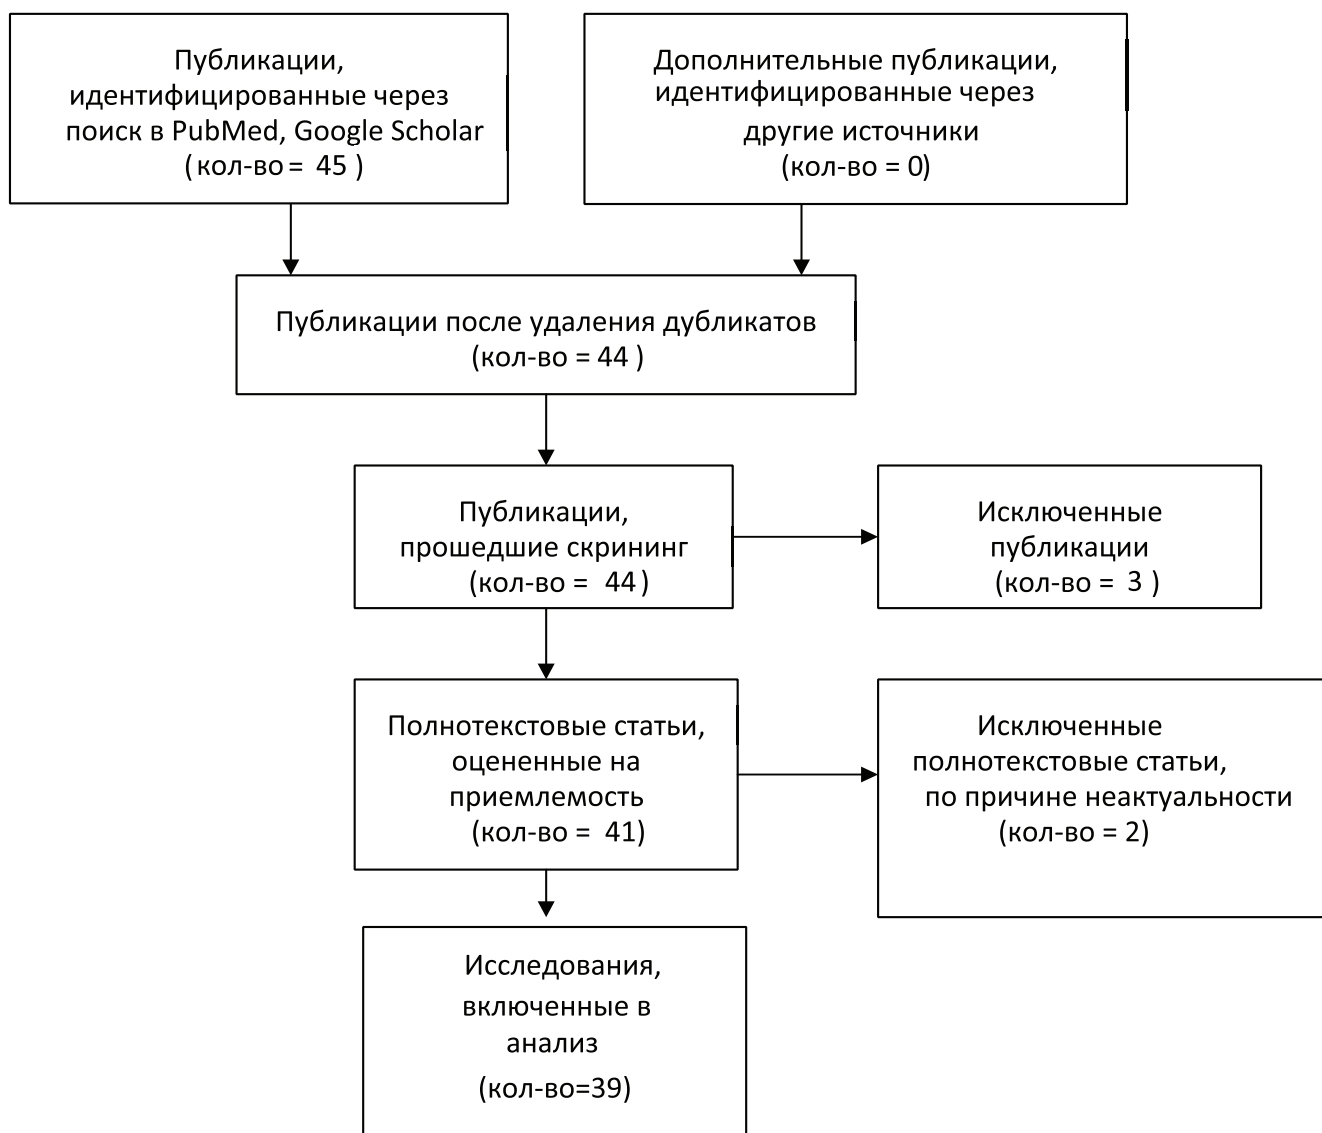 Публикации,
идентифицированные через
поиск в PubMed, Google Scholar
(кол-во = 45 )
Дополнительные публикации,
идентифицированные через
другие источники
(кол-во = 0)
Публикации после удаления дубликатов
(кол-во = 44 )
Публикации,
прошедшие скрининг
(кол-во = 44 )
Исключенные
публикации
(кол-во = 3 )
Полнотекстовые статьи,
оцененные на
приемлемость
(кол-во = 41)
Исключенные
полнотекстовые статьи,
по причине неактуальности
(кол-во = 2)
Исследования,
включенные в
анализ
(кол-во=39)